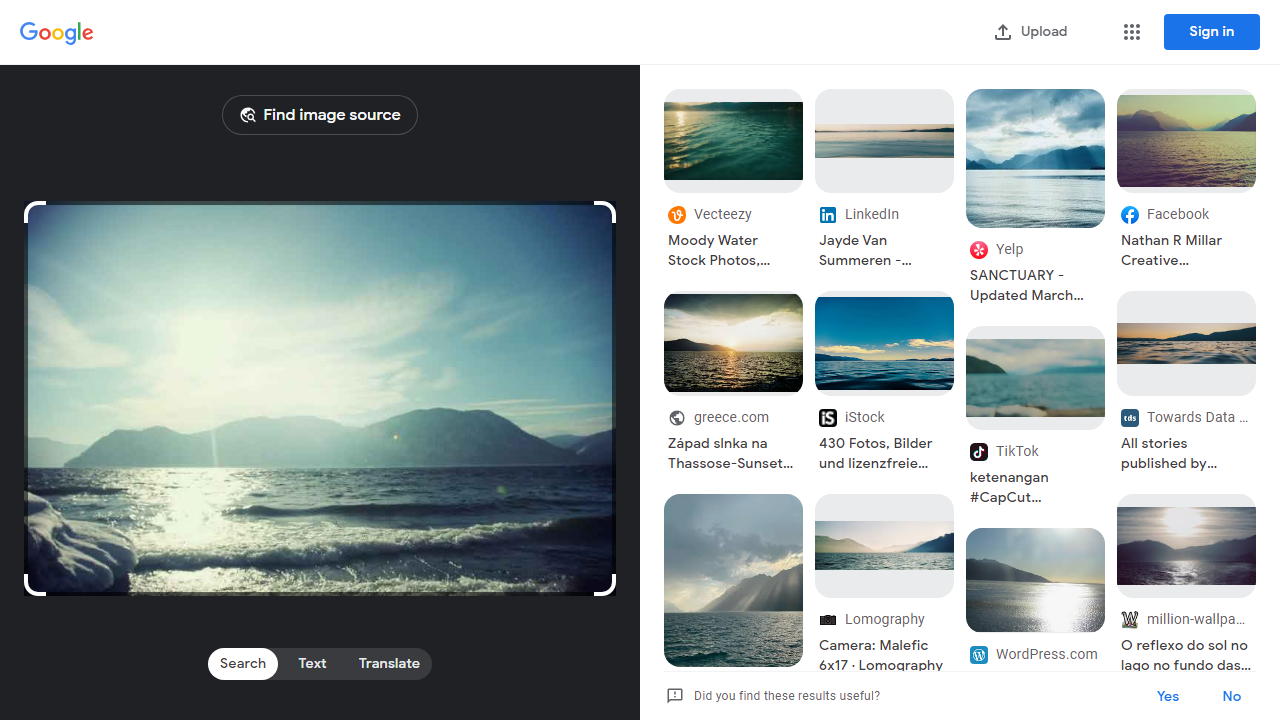 Google
Upload
Sign in
Find image source
Search
Text
Translate
Vecteezy
Moody Water
Stock Photos,...
LinkedIn
Jayde Van
Summeren -...
Yelp
SANCTUARY -
Updated March...
Facebook
Nathan R Millar
Creative...
greece.com
Západ slnka na
Thassose-Sunset...
iStock
430 Fotos, Bilder
und lizenzfreie...
TikTok
ketenangan
#CapCut...
Towards Data ...
All stories
published by...
Lomography
Camera: Malefic
6x17 · Lomography
WordPress.com
million-wallpa...
O reflexo do sol no
lago no fundo das...
Did you find these results useful?
Yes
No